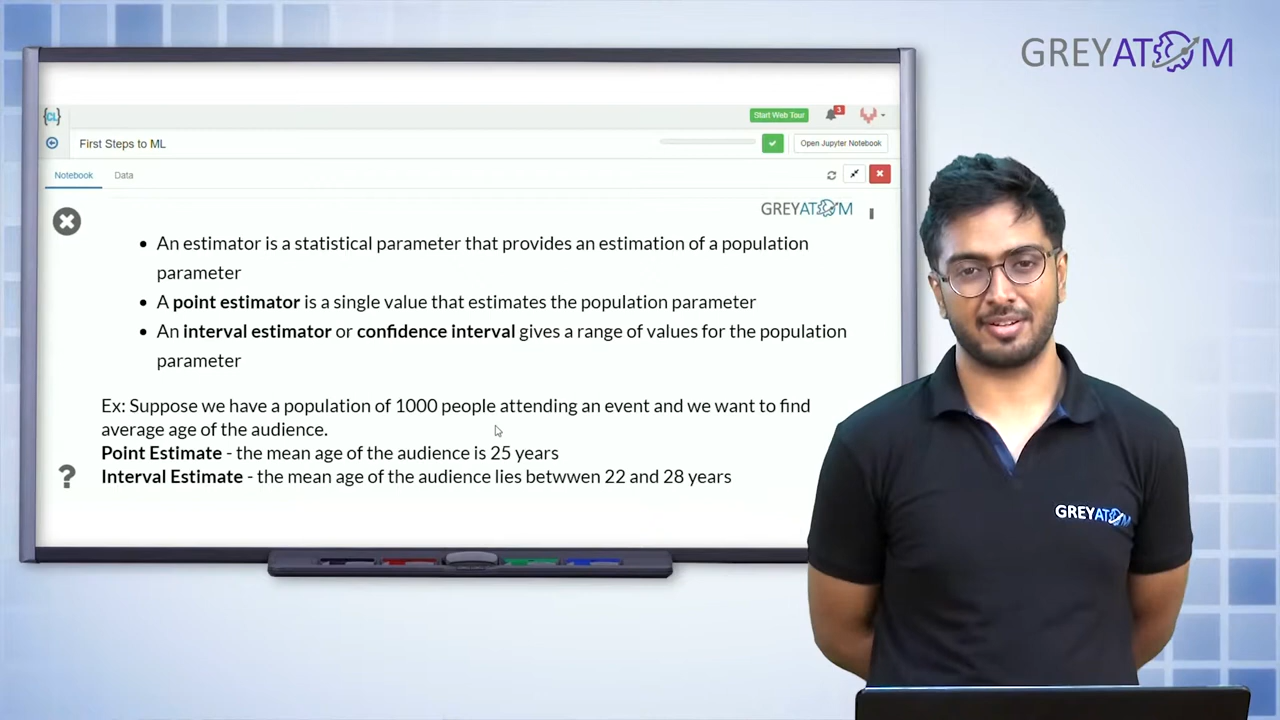 GREYATOM
{CL}
Start Web Tour
3
First Steps to ML
Open Jupyter Notebook
Notebook
Data
GREYATOM
• An estimator is a statistical parameter that provides an estimation of a population
parameter
• A point estimator is a single value that estimates the population parameter
• An interval estimator or confidence interval gives a range of values for the population
parameter
Ex: Suppose we have a population of 1000 people attending an event and we want to find
average age of the audience.
Point Estimate - the mean age of the audience is 25 years
? Interval Estimate - the mean age of the audience lies betwwen 22 and 28 years
GREYATOM